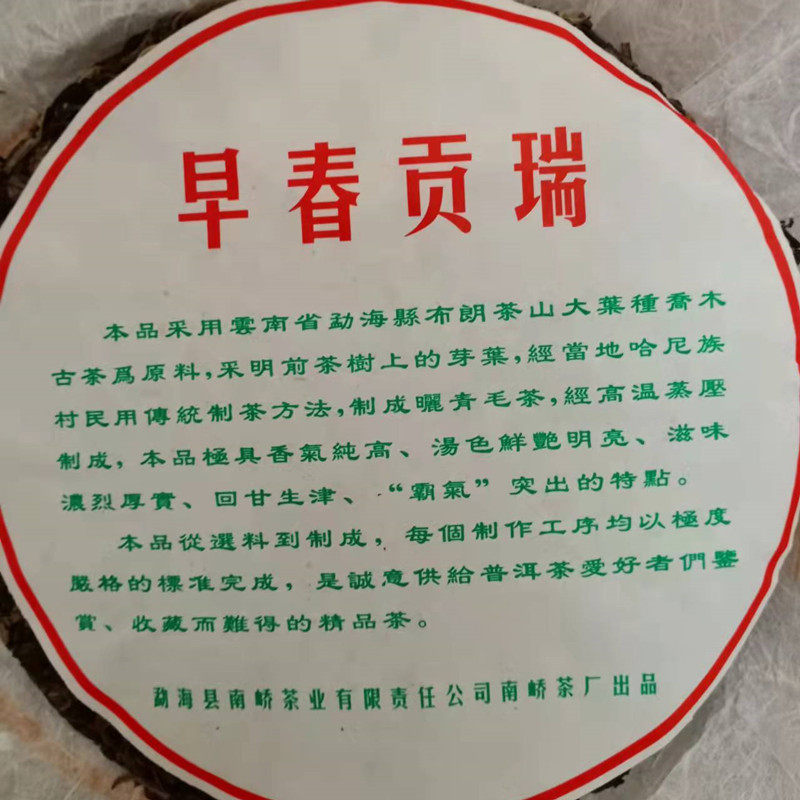 早春贡瑞
本品采用雲南省勐海縣布朗茶山大葉種喬木
古茶爲原料,采明前茶樹上的芽葉,經當地哈尼族
村民用傳統制茶方法,制成曬青毛茶,經高温蒸壓
制成,本品極具香氣純高、湯色鮮艷明亮、滋味
濃烈厚實、回甘生津、“霸氣”突出的特點。
本品從選料到制成,每個制作工序均以極度
嚴格的標准完成,是誠意供給普洱茶愛好者們鑒
賞、收藏而難得的精品茶。
勐海县南峤茶业有限责任公司南峤茶厂出品